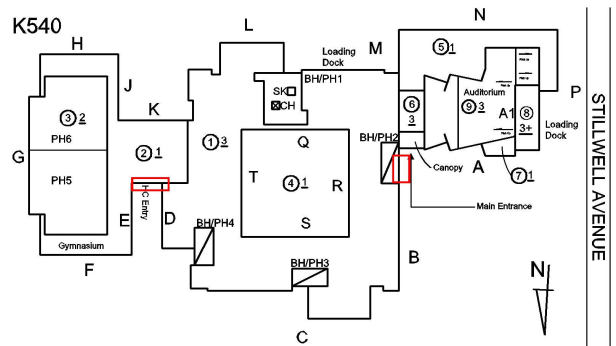 K540
N
H
L
M
Loading
Dock
⑤ 1
J
BH/PH1
SK
CH
Auditorium
P
K
③ 2
PH6
⑥
3
⑨ 3
A1
⑧
3+
Loading
Dock
① 3
BH/PH2
Q
② 1
G
PH5
T
④ 1
R
Canopy
A
⑦ 1
HC Entry
E
D
Main Entrance
S
BH/PH4
Gymnasium
F
BH/PH3
B
N
C
STILLWELL AVENUE